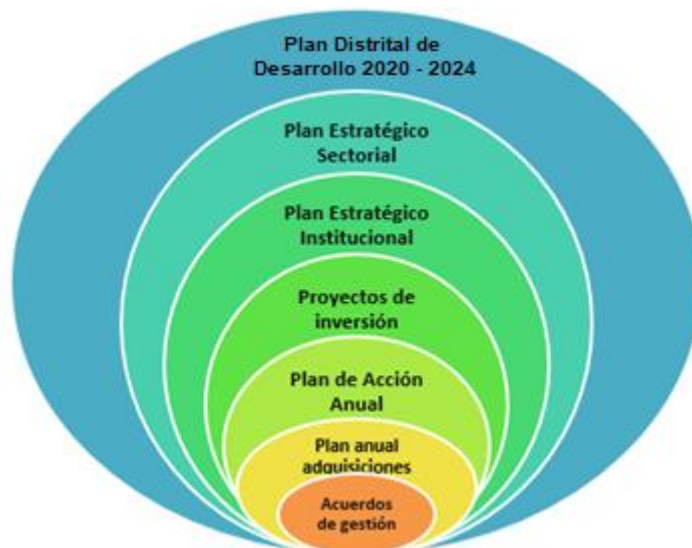 Plan Distrital de
Desarrollo 2020 - 2024
Plan Estratégico
Sectorial
Plan Estratégico
Institucional
Proyectos de
inversión
Plan de Acción
Anual
Plan anual
adquisiciones
Acuerdos
de gestión